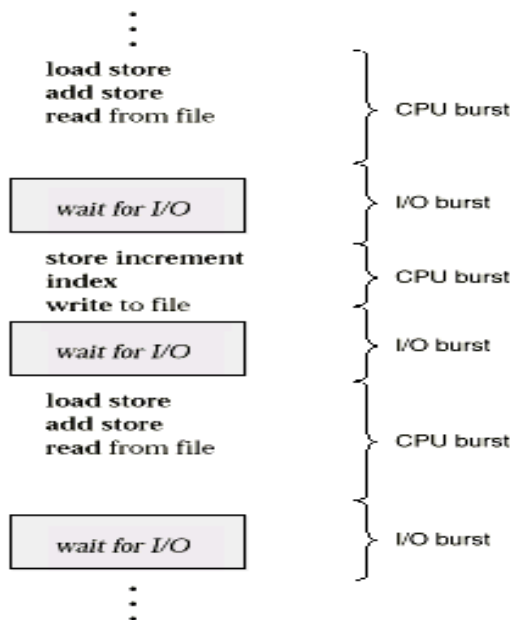 load store
add store
read from file
CPU burst
wait for I/O
I/O burst
store increment
index
write to file
CPU burst
wait for I/O
I/O burst
load store
add store
read from file
CPU burst
wait for I/O
I/O burst